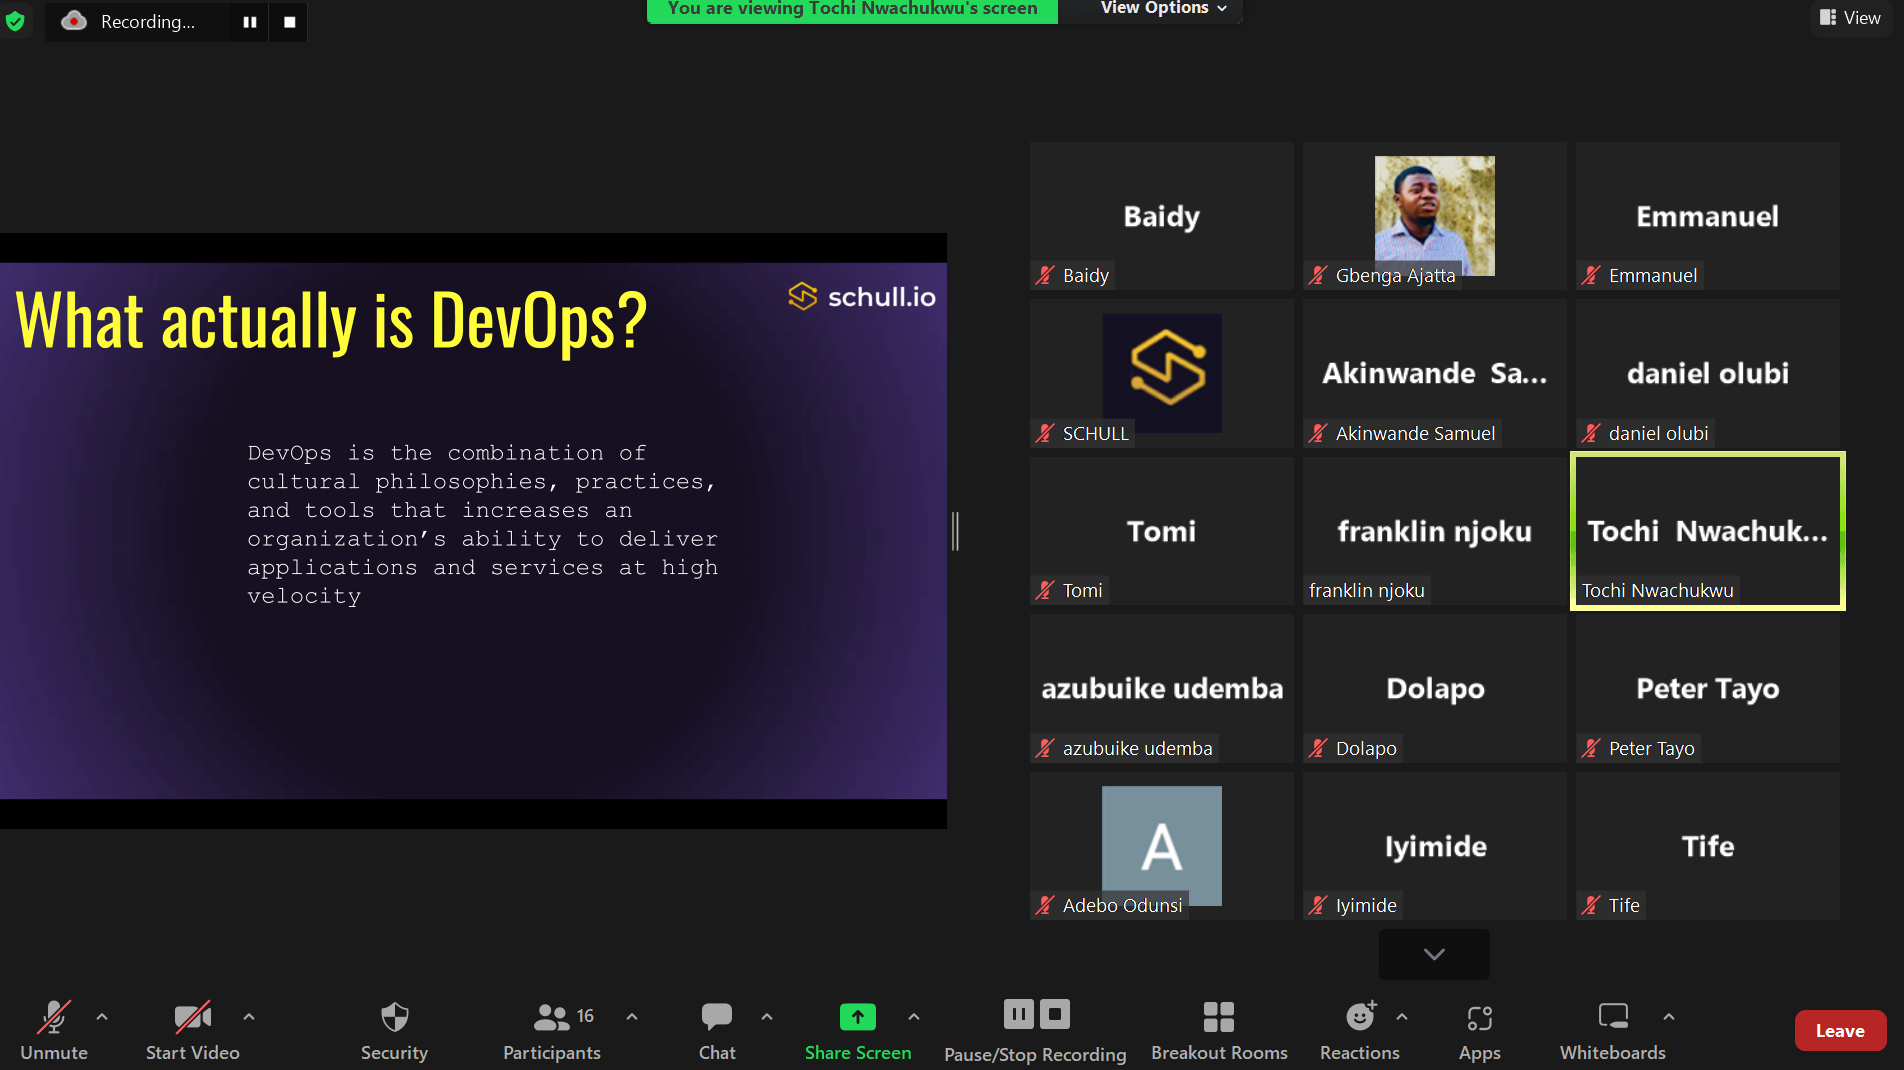 Recording...
You are viewing Tochi Nwachukwu's screen
View Options
View
What actually is DevOps?
schull.io
DevOps is the combination of
cultural philosophies, practices,
and tools that increases an
organization’s ability to deliver
applications and services at high
velocity
Baidy
Baidy
Gbenga Ajatta
Emmanuel
Emmanuel
SCHULL
Akinwande Sa...
Akinwande Samuel
daniel olubi
daniel olubi
Tomi
Tomi
franklin njoku
franklin njoku
Tochi Nwachuk...
Tochi Nwachukwu
azubuike udemba
azubuike udemba
Dolapo
Dolapo
Peter Tayo
Peter Tayo
A
Adebo Odunsi
Iyimide
Iyimide
Tife
Tife
Unmute
Start Video
Security
16
Participants
Chat
Share Screen
Pause/Stop Recording
Breakout Rooms
Reactions
Apps
Whiteboards
Leave